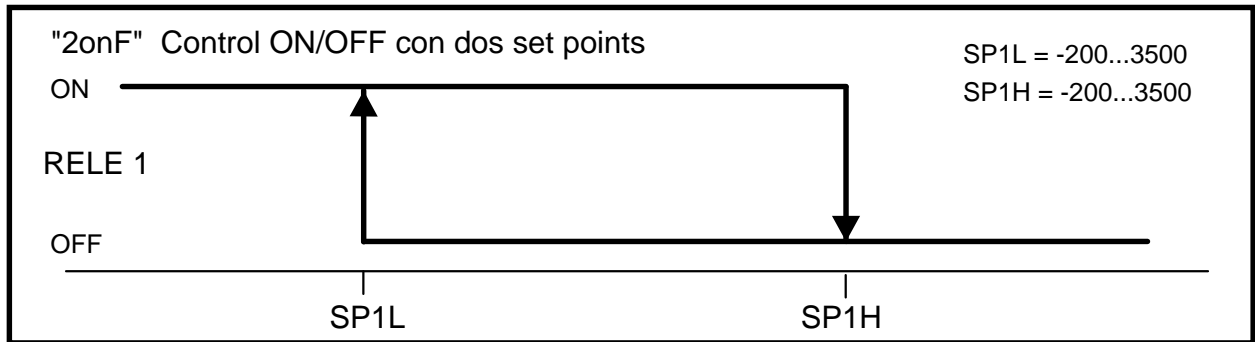 "2onF" Control ON/OFF con dos set points
SP1L = -200...3500
ON
SP1H = -200...3500
RELE 1
OFF
SP1L
SP1H